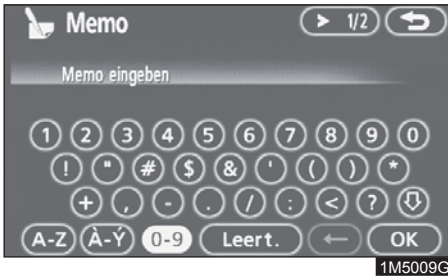 Memo > 1/2
Memo eingeben
1 2 3 4 5 6 7 8 9 0
! " # $ & ' ( ) *
+ , - . / : < ?
A-Z À-Ý 0-9 Leert. ← OK
1M5009G